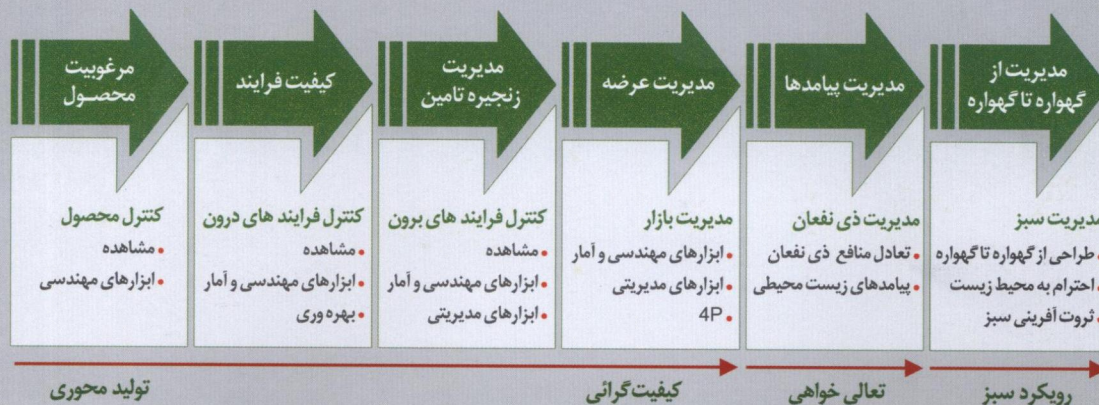 مرغوبیت
محصول
کیفیت فرایند
مدیریت
زنجیره تامین
مدیریت عرضه
مدیریت پیامدها
مدیریت از
گهواره تا گهواره
کنترل محصول
• مشاهده
• ابزارهای مهندسی
کنترل فرایند های درون
• مشاهده
• ابزارهای مهندسی و آمار
• بهره وری
کنترل فرایند های برون
• مشاهده
• ابزارهای مهندسی و آمار
• ابزارهای مدیریتی
مدیریت بازار
• ابزارهای مهندسی و آمار
• ابزارهای مدیریتی
• 4P
مدیریت ذی نفعان
• تعادل منافع ذی نفعان
• پیامدهای زیست محیطی
مدیریت سبز
• طراحی از گهواره تا گهواره
• احترام به محیط زیست
• ثروت آفرینی سبز
تولید محوری
کیفیت گرائی
تعالی خواهی
رویکرد سبز